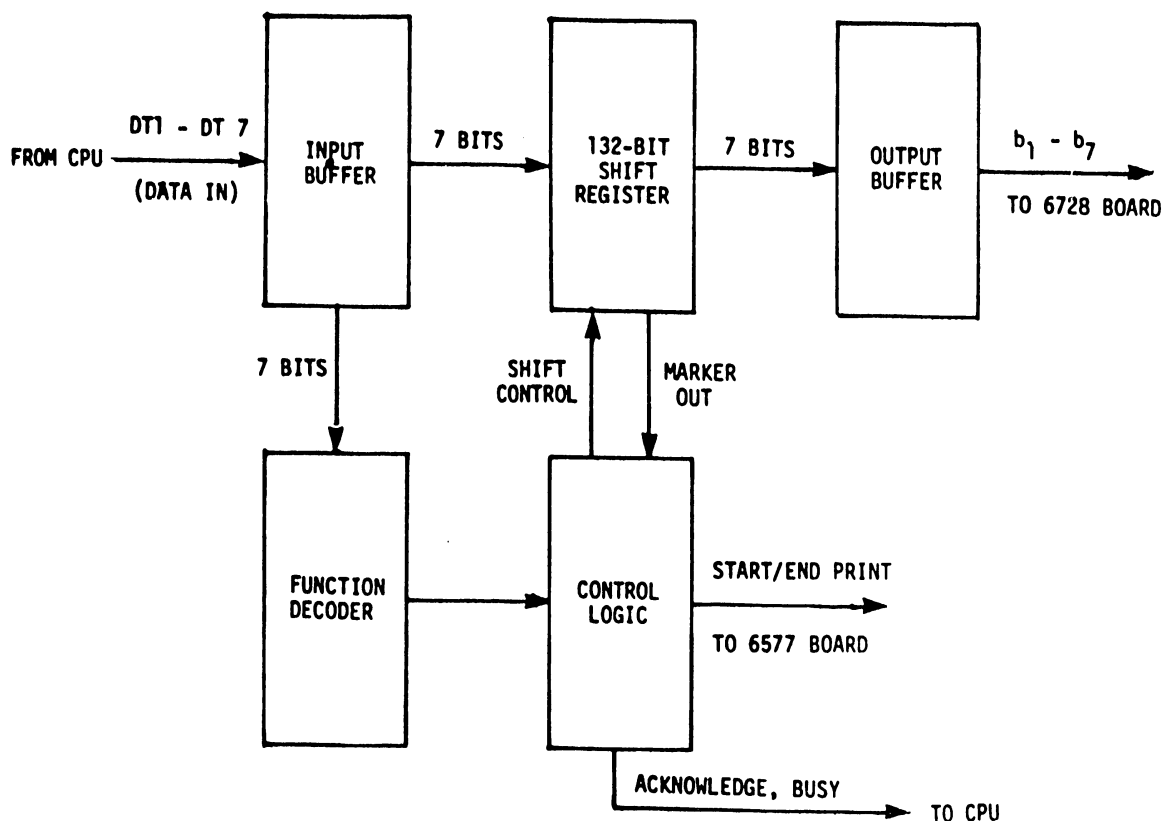 FROM CPU
DT1 - DT 7
(DATA IN)
INPUT
BUFFER
7 BITS
132-BIT
SHIFT
REGISTER
7 BITS
OUTPUT
BUFFER
b₁ - b₇
TO 6728 BOARD
7 BITS
SHIFT
CONTROL
MARKER
OUT
FUNCTION
DECODER
CONTROL
LOGIC
START/END PRINT
TO 6577 BOARD
ACKNOWLEDGE, BUSY
TO CPU